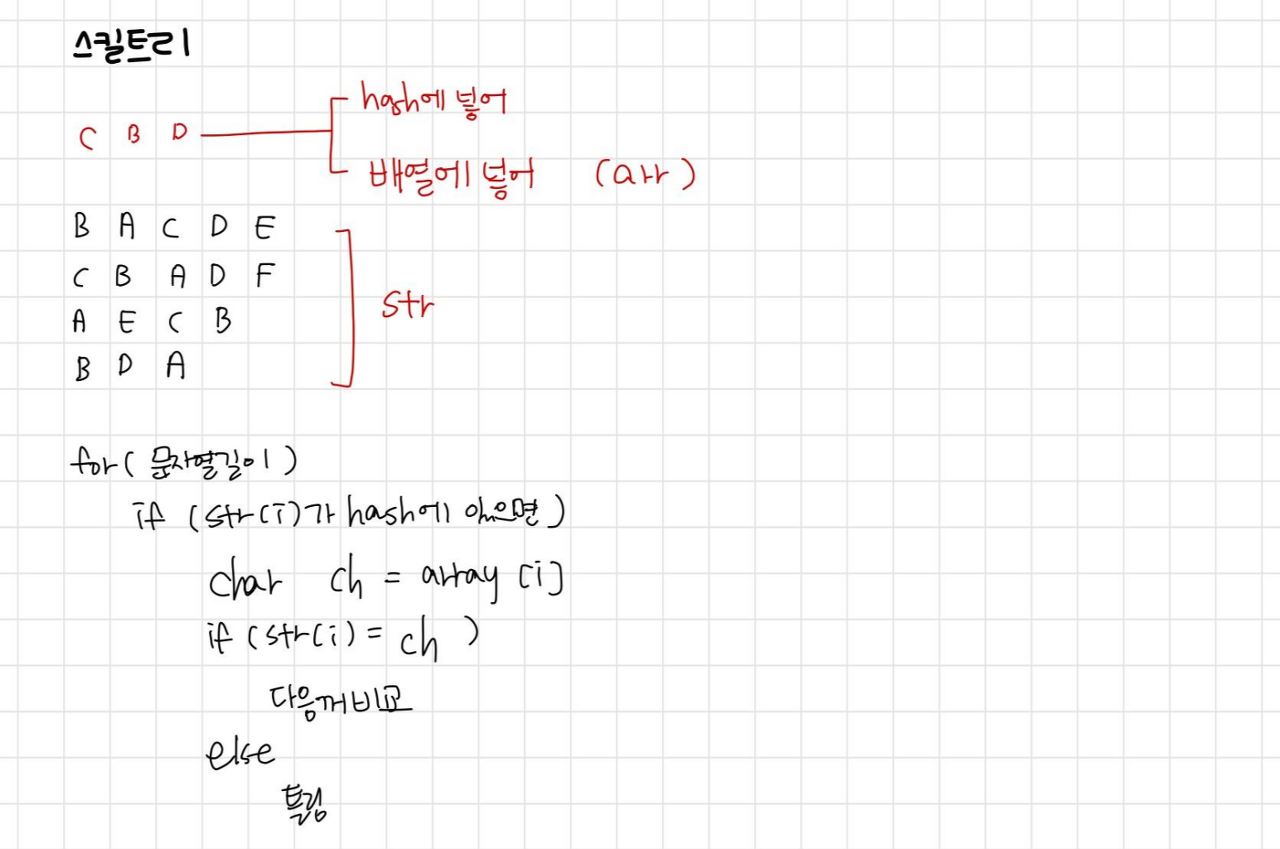 스킬트리
hash에 넣어
C B D
배열에 넣어 (arr)
B A C D E
C B A D F
str
A E C B
B D A
for( 문자열길이 )
if (str(i)가 hash에 있으면 )
char ch = array [i]
if (str(i) = ch )
다음꺼비교
else
틀림